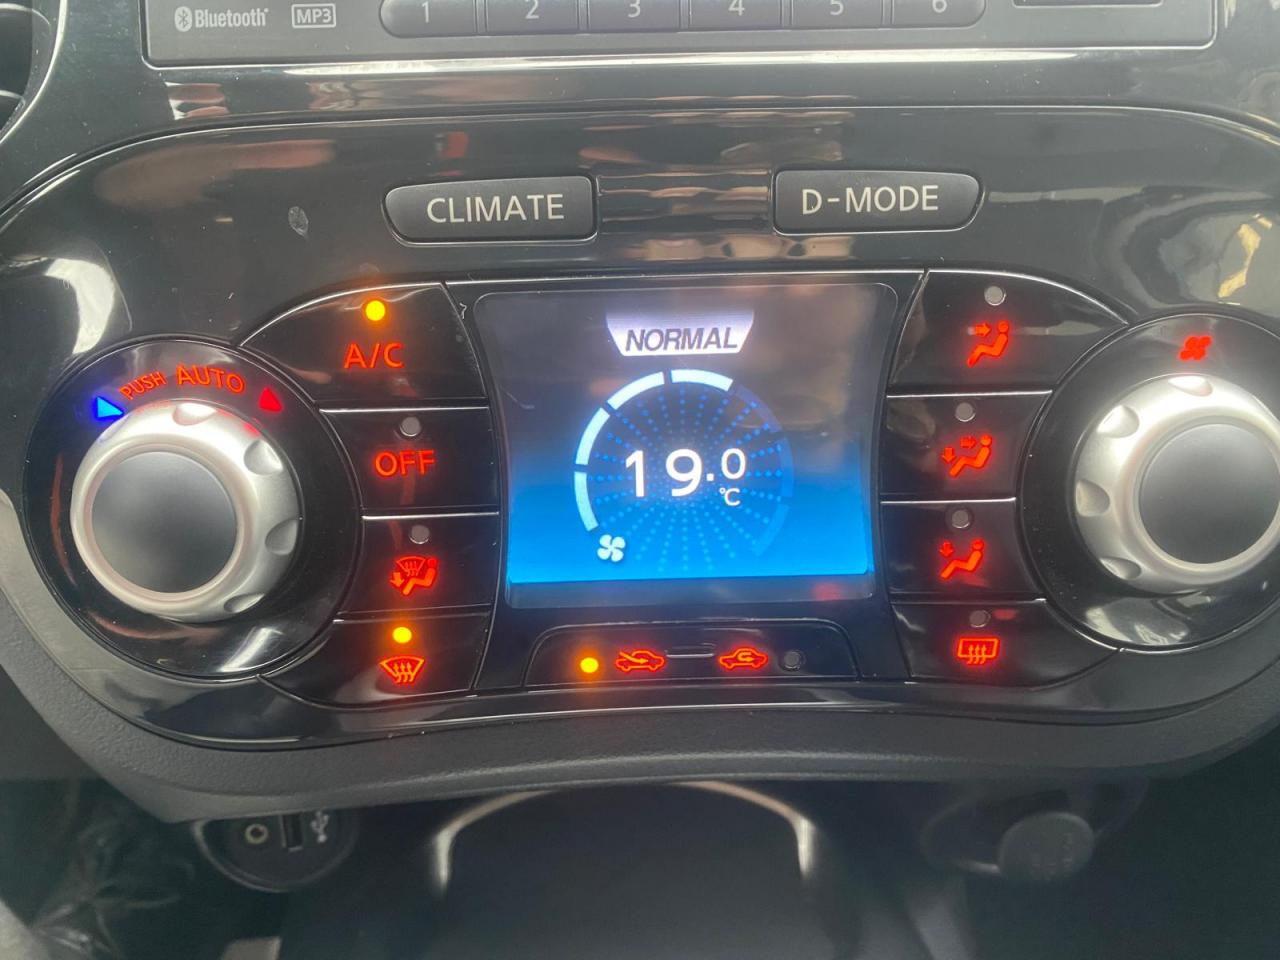 Bluetooth MP3 1 2 3 4 5 6
CLIMATE D-MODE
A/C
PUSH AUTO
NORMAL
OFF
19.0
°C